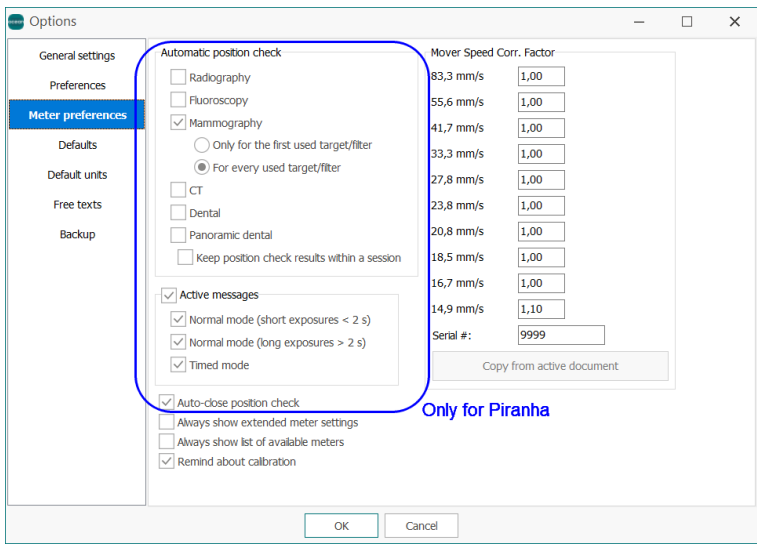 Options
General settings
Preferences
Meter preferences
Defaults
Default units
Free texts
Backup
Automatic position check
Radiography
Fluoroscopy
Mammography
Only for the first used target/filter
For every used target/filter
CT
Dental
Panoramic dental
Keep position check results within a session
Active messages
Normal mode (short exposures < 2 s)
Normal mode (long exposures > 2 s)
Timed mode
Auto-close position check
Always show extended meter settings
Always show list of available meters
Remind about calibration
Mover Speed Corr. Factor
83,3 mm/s 1,00
55,6 mm/s 1,00
41,7 mm/s 1,00
33,3 mm/s 1,00
27,8 mm/s 1,00
23,8 mm/s 1,00
20,8 mm/s 1,00
18,5 mm/s 1,00
16,7 mm/s 1,00
14,9 mm/s 1,10
Serial #: 9999
Copy from active document
Only for Piranha
OK Cancel